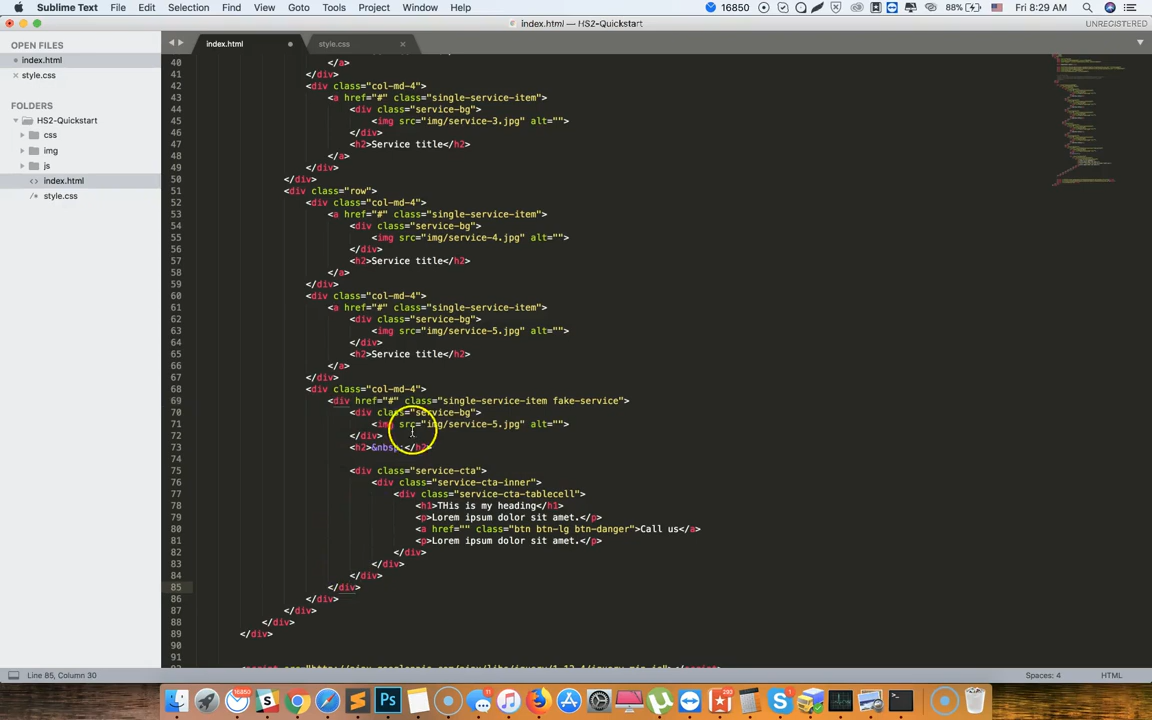 Sublime Text File Edit Selection Find View Goto Tools Project Window Help 16850 88% Fri 8:29 AM
index.html — HS2-Quickstart UNREGISTERED
OPEN FILES
index.html
style.css
FOLDERS
HS2-Quickstart
css
img
js
index.html
style.css
index.html style.css
40 </a>
41 </div>
42 <div class="col-md-4">
43 <a href="#" class="single-service-item">
44 <div class="service-bg">
45 <img src="img/service-3.jpg" alt="">
46 </div>
47 <h2>Service title</h2>
48 </a>
49 </div>
50 </div>
51 <div class="row">
52 <div class="col-md-4">
53 <a href="#" class="single-service-item">
54 <div class="service-bg">
55 <img src="img/service-4.jpg" alt="">
56 </div>
57 <h2>Service title</h2>
58 </a>
59 </div>
60 <div class="col-md-4">
61 <a href="#" class="single-service-item">
62 <div class="service-bg">
63 <img src="img/service-5.jpg" alt="">
64 </div>
65 <h2>Service title</h2>
66 </a>
67 </div>
68 <div class="col-md-4">
69 <div href="#" class="single-service-item fake-service">
70 <div class="service-bg">
71 <img src="img/service-5.jpg" alt="">
72 </div>
73 <h2>&nbsp;</h2>
74
75 <div class="service-cta">
76 <div class="service-cta-inner">
77 <div class="service-cta-tablecell">
78 <h1>THis is my heading</h1>
79 <p>Lorem ipsum dolor sit amet.</p>
80 <a href="" class="btn btn-lg btn-danger">Call us</a>
81 <p>Lorem ipsum dolor sit amet.</p>
82 </div>
83 </div>
84 </div>
85 </div>
86 </div>
87 </div>
88 </div>
89 </div>
90
91
Line 85, Column 30 Spaces: 4 HTML